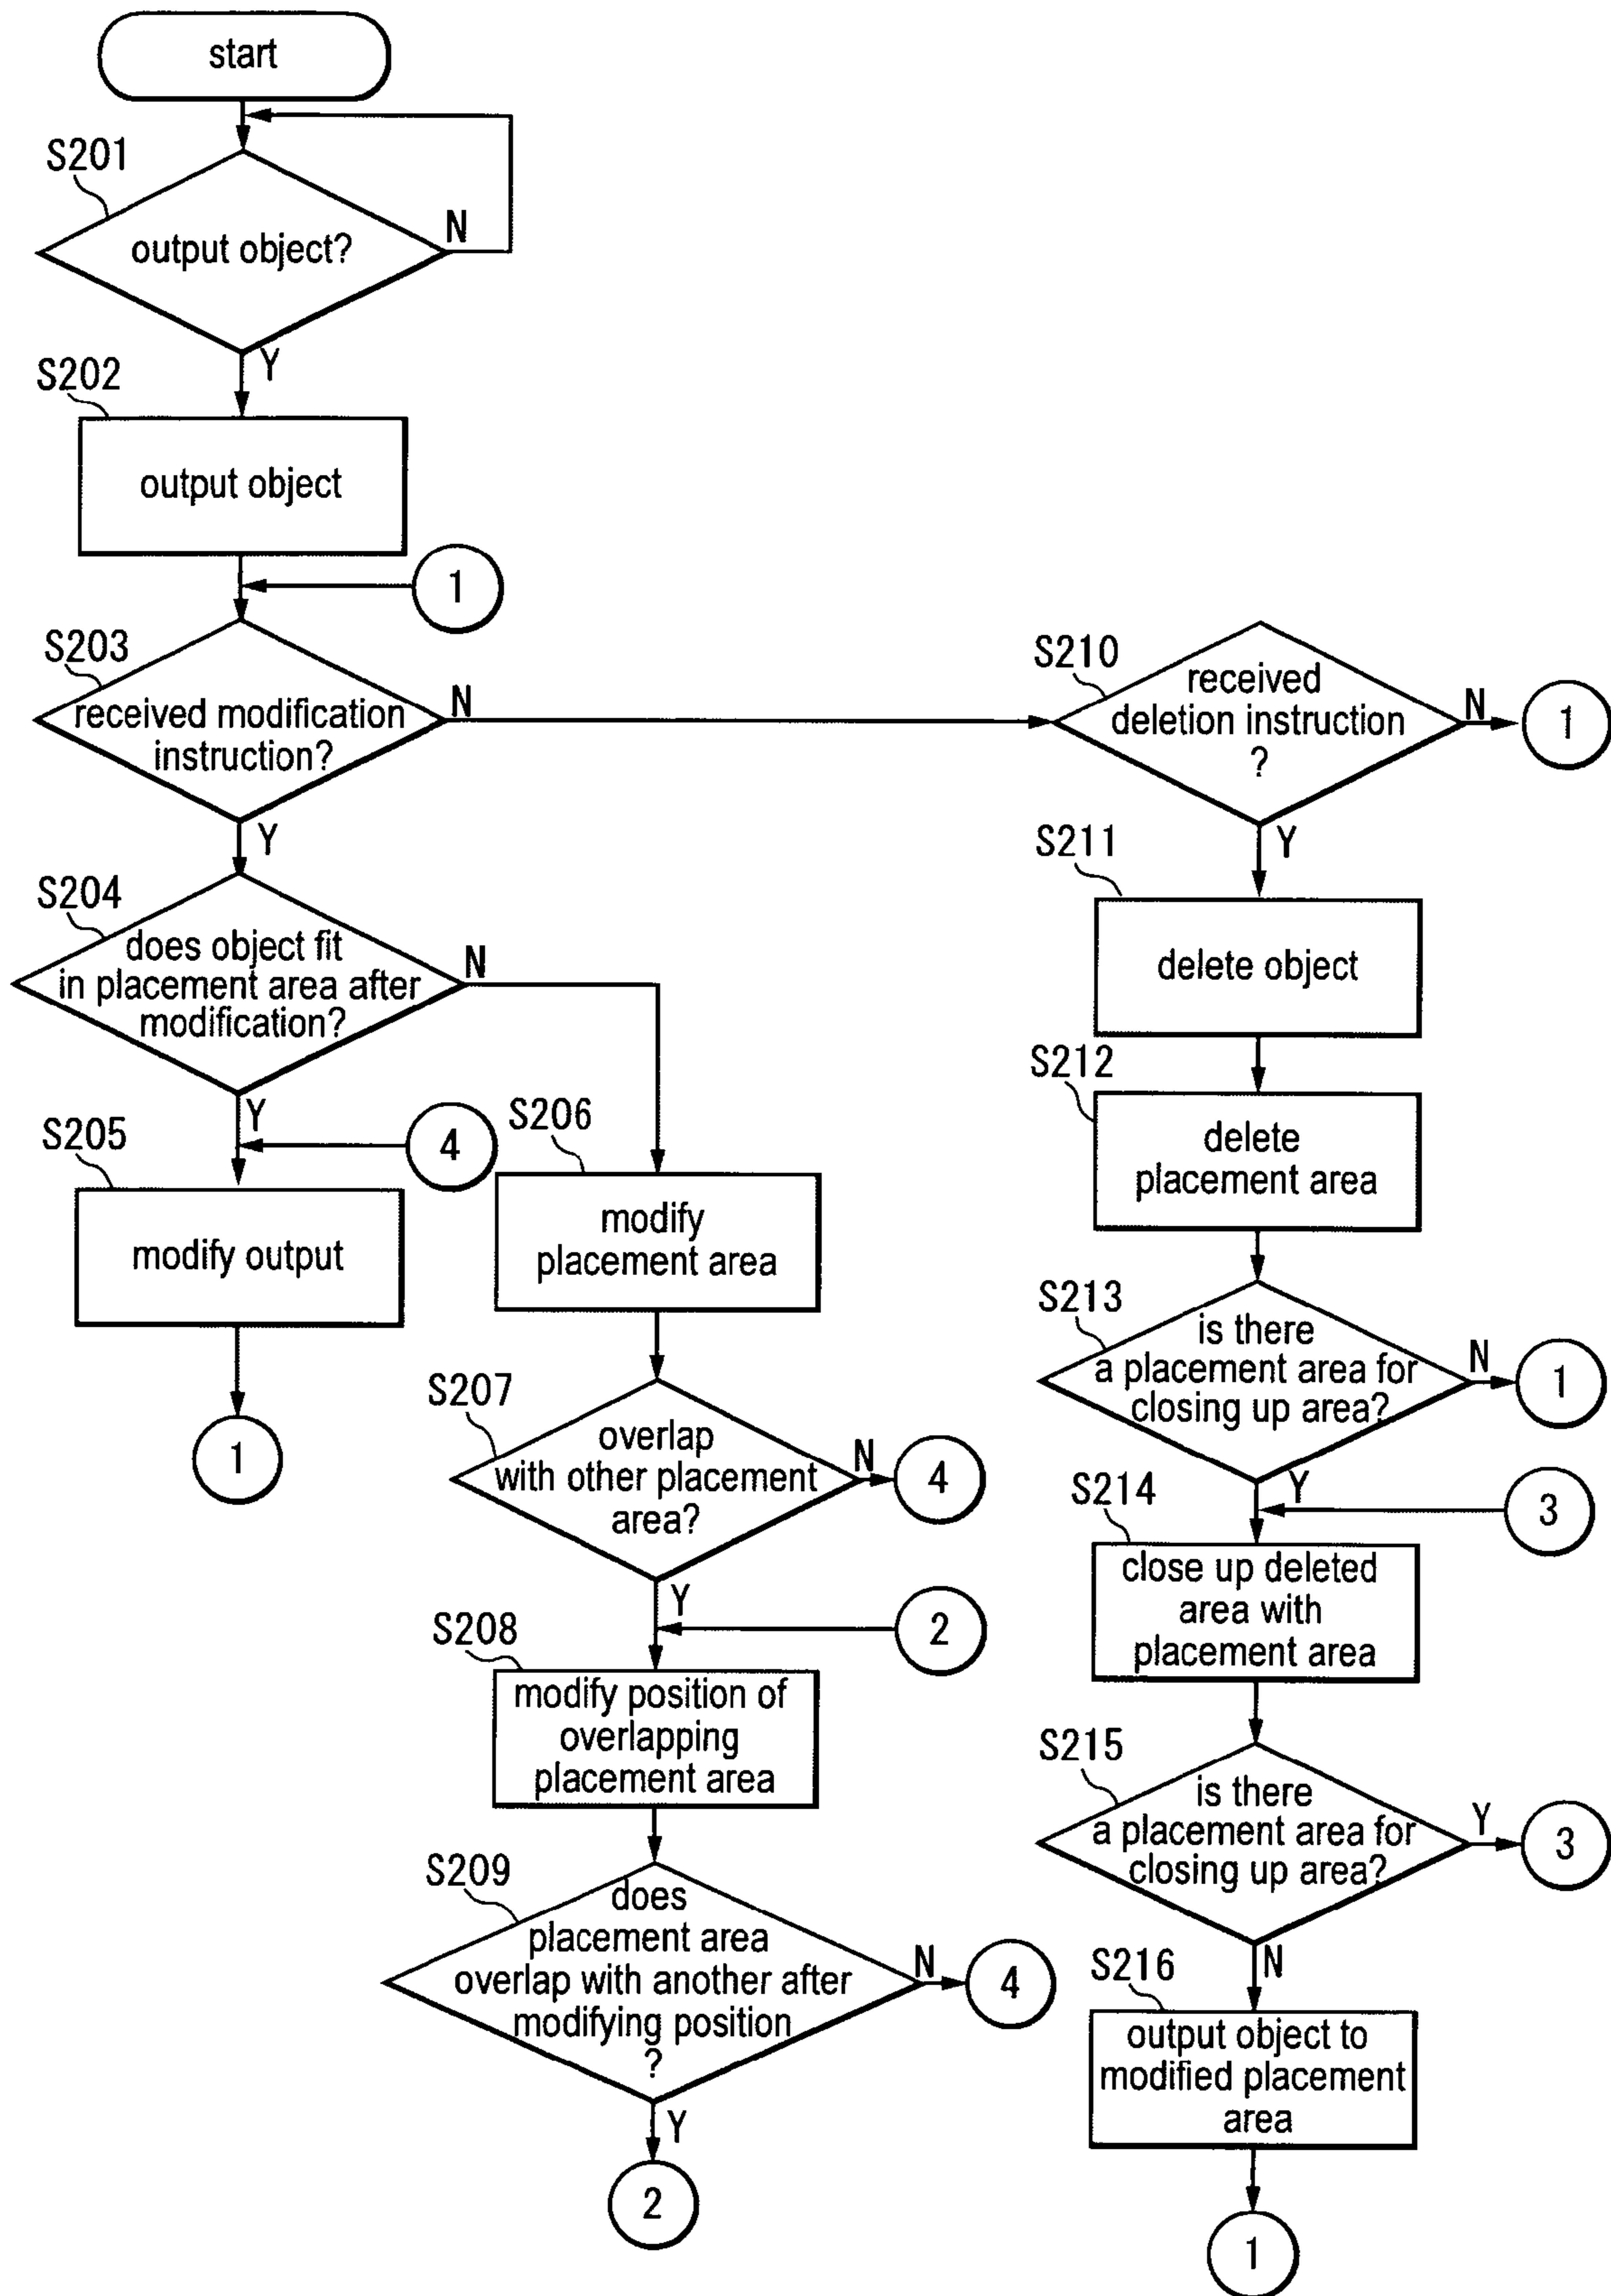 start
S201
output object?
N
Y
S202
output object
1
S203
received modification
instruction?
N
Y
S204
does object fit
in placement area after
modification?
N
Y
4
S205
modify output
1
S206
modify
placement area
S207
overlap
with other placement
area?
N
4
Y
2
S208
modify position of
overlapping
placement area
S209
does
placement area
overlap with another after
modifying position
?
N
4
Y
2
S210
received
deletion instruction
?
N
1
Y
S211
delete object
S212
delete
placement area
S213
is there
a placement area for
closing up area?
N
1
Y
3
S214
close up deleted
area with
placement area
S215
is there
a placement area for
closing up area?
Y
3
N
S216
output object to
modified placement
area
1